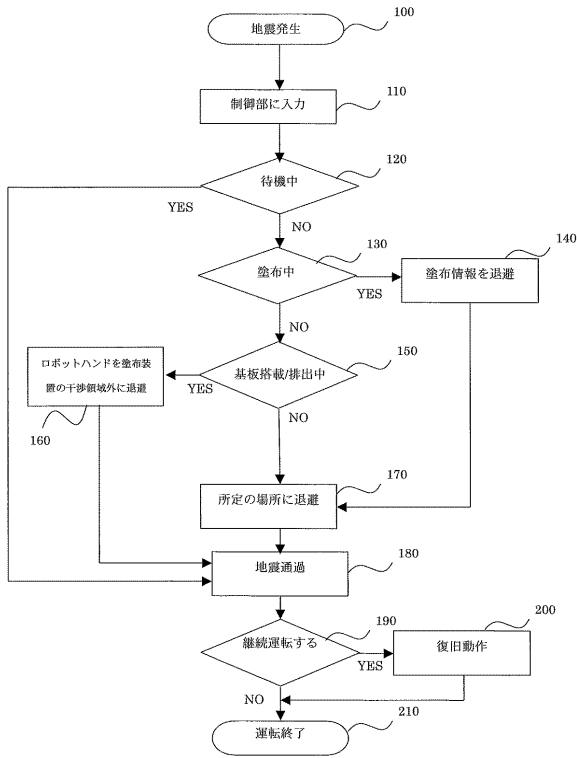 地震発生
100
制御部に入力
110
待機中
120
YES
NO
塗布中
130
YES
塗布情報を退避
140
NO
基板搭載/排出中
150
YES
ロボットハンドを塗布装
置の干渉領域外に退避
160
NO
所定の場所に退避
170
地震通過
180
継続運転する
190
YES
復旧動作
200
NO
運転終了
210